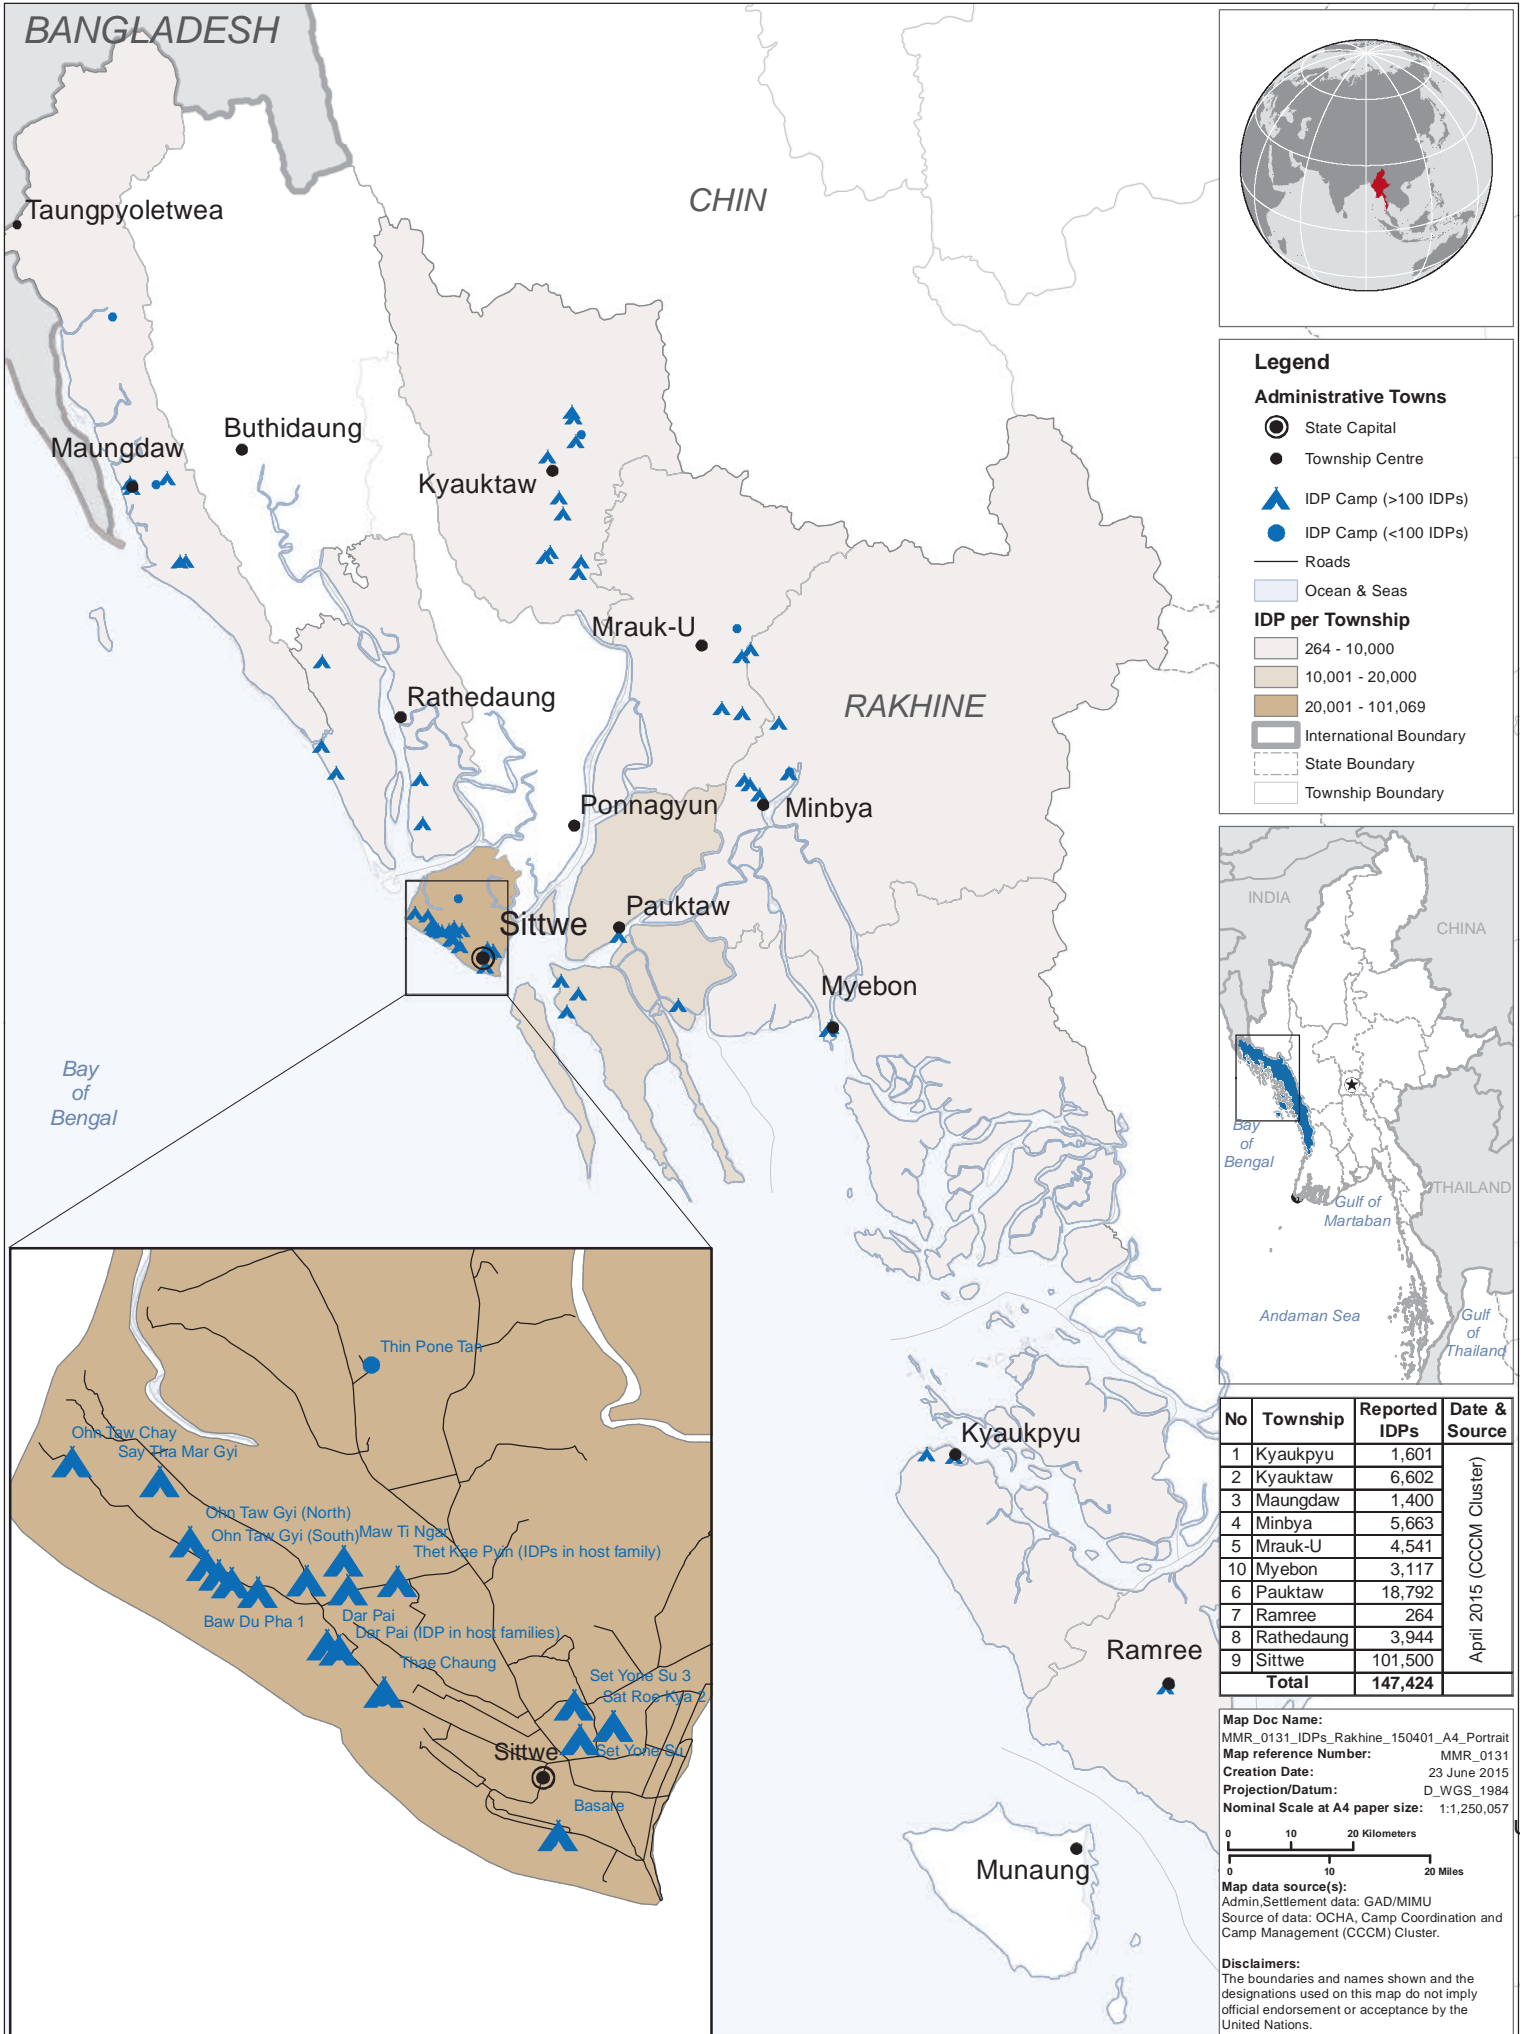 BANGLADESH
CHIN
Taungpyoletwea
Maungdaw
Buthidaung
Kyauktaw
Mrauk-U
RAKHINE
Rathedaung
Ponnagyun
Minbya
Sittwe
Pauktaw
Myebon
Bay
of
Bengal
Kyaukpyu
Ramree
Munaung
Thin Pone Tan
Ohn Taw Chay
Say Tha Mar Gyi
Ohn Taw Gyi (North)
Ohn Taw Gyi (South)
Maw Ti Ngar
Thet Kae Pyin (IDPs in host family)
Baw Du Pha 1
Dar Pai
Dar Pai (IDP in host families)
Thae Chaung
Set Yone Su 3
Sat Roe Kya 2
Set Yone Su
Sittwe
Basare
Legend
Administrative Towns
State Capital
Township Centre
IDP Camp (>100 IDPs)
IDP Camp (<100 IDPs)
Roads
Ocean & Seas
IDP per Township
264 - 10,000
10,001 - 20,000
20,001 - 101,069
International Boundary
State Boundary
Township Boundary
INDIA
CHINA
Bay
of
Bengal
THAILAND
Gulf of
Martaban
Andaman Sea
Gulf
of
Thailand
No Township Reported IDPs Date & Source
1 Kyaukpyu 1,601
2 Kyauktaw 6,602
3 Maungdaw 1,400
4 Minbya 5,663
5 Mrauk-U 4,541
10 Myebon 3,117
6 Pauktaw 18,792
7 Ramree 264
8 Rathedaung 3,944
9 Sittwe 101,500
April 2015 (CCCM Cluster)
Total 147,424
Map Doc Name:
MMR_0131_IDPs_Rakhine_150401_A4_Portrait
Map reference Number: MMR_0131
Creation Date: 23 June 2015
Projection/Datum: D_WGS_1984
Nominal Scale at A4 paper size: 1:1,250,057
0 10 20 Kilometers
0 10 20 Miles
Map data source(s):
Admin,Settlement data: GAD/MIMU
Source of data: OCHA, Camp Coordination and
Camp Management (CCCM) Cluster.
Disclaimers:
The boundaries and names shown and the
designations used on this map do not imply
official endorsement or acceptance by the
United Nations.